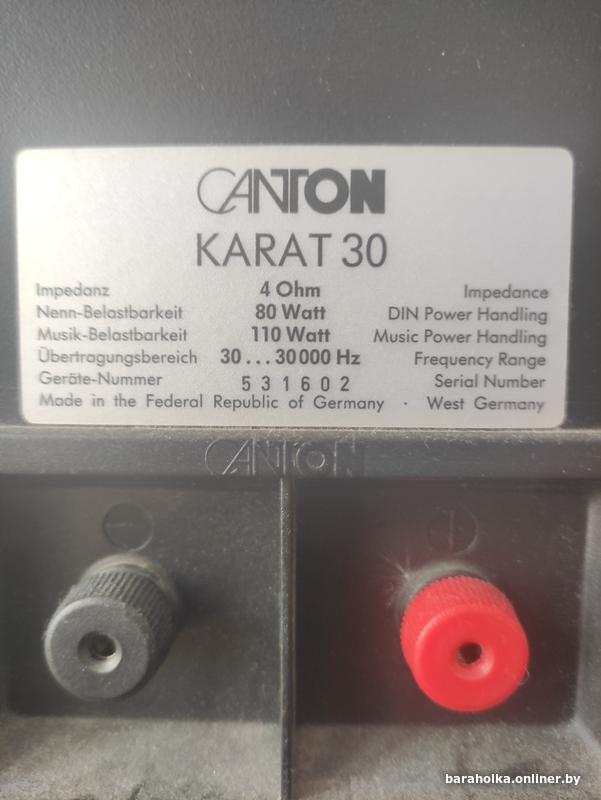 CANTON
KARAT 30
Impedanz 4 Ohm Impedance
Nenn-Belastbarkeit 80 Watt DIN Power Handling
Musik-Belastbarkeit 110 Watt Music Power Handling
Übertragungsbereich 30...30000 Hz Frequency Range
Geräte-Nummer 531602 Serial Number
Made in the Federal Republic of Germany · West Germany
CANTON
baraholka.onliner.by